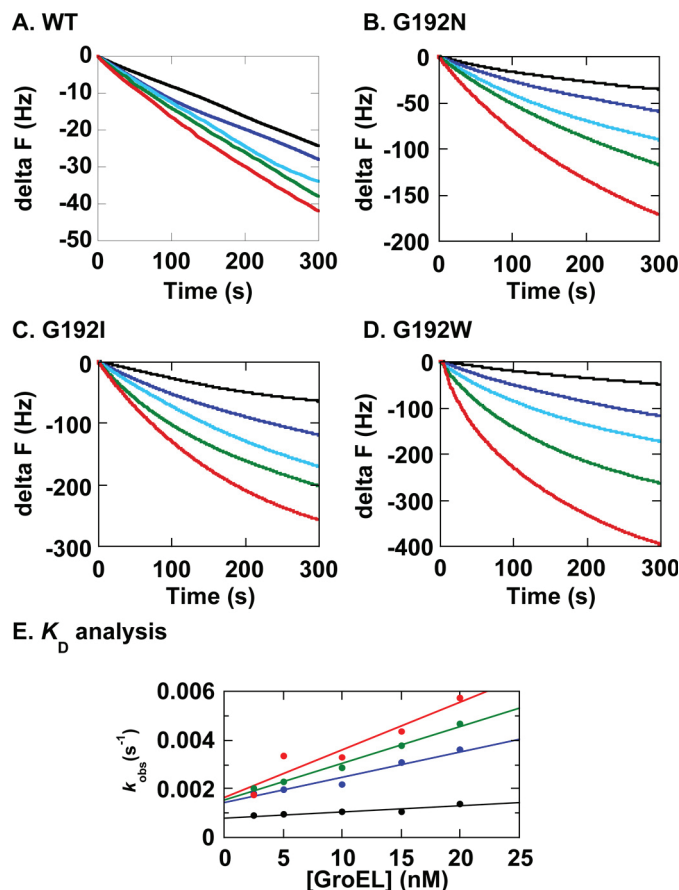 A. WT
B. G192N
0
-10
-20
-30
-40
-50
delta F (Hz)
0 100 200 300
Time (s)
0
-50
-100
-150
-200
delta F (Hz)
0 100 200 300
Time (s)
C. G192I
D. G192W
0
-100
-200
-300
delta F (Hz)
0 100 200 300
Time (s)
0
-100
-200
-300
-400
delta F (Hz)
0 100 200 300
Time (s)
E. K_D analysis
0.006
0.004
0.002
0
k_obs(s⁻¹)
0 5 10 15 20 25
[GroEL] (nM)